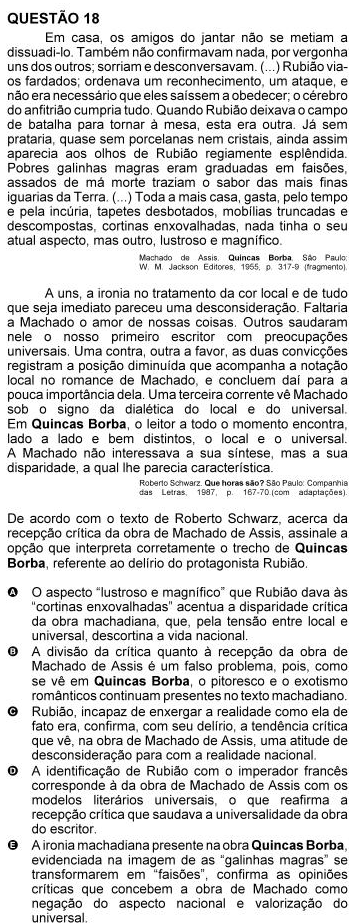 QUESTÃO 18
Em casa, os amigos do jantar não se metiam a
dissuadi-lo. Também não confirmavam nada, por vergonha
uns dos outros; sorriam e desconversavam. (...) Rubião via-
os fardados; ordenava um reconhecimento, um ataque, e
não era necessário que eles saíssem a obedecer; o cérebro
do anfitrião cumpria tudo. Quando Rubião deixava o campo
de batalha para tornar à mesa, esta era outra. Já sem
prataria, quase sem porcelanas nem cristais, ainda assim
aparecia aos olhos de Rubião regiamente esplêndida.
Pobres galinhas magras eram graduadas em faisões,
assados de má morte traziam o sabor das mais finas
iguarias da Terra. (...) Toda a mais casa, gasta, pelo tempo
e pela incúria, tapetes desbotados, mobílias truncadas e
descompostas, cortinas enxovalhadas, nada tinha o seu
atual aspecto, mas outro, lustroso e magnífico.
Machado de Assis. Quincas Borba. São Paulo:
W. M. Jackson Editores, 1955, p. 317-9 (fragmento).
A uns, a ironia no tratamento da cor local e de tudo
que seja imediato pareceu uma desconsideração. Faltaria
a Machado o amor de nossas coisas. Outros saudaram
nele o nosso primeiro escritor com preocupações
universais. Uma contra, outra a favor, as duas convicções
registram a posição diminuída que acompanha a notação
local no romance de Machado, e concluem daí para a
pouca importância dela. Uma terceira corrente vê Machado
sob o signo da dialética do local e do universal.
Em Quincas Borba, o leitor a todo o momento encontra,
lado a lado e bem distintos, o local e o universal.
A Machado não interessava a sua síntese, mas a sua
disparidade, a qual lhe parecia característica.
Roberto Schwarz. Que horas são? São Paulo: Companhia
das Letras, 1987, p. 167-70.(com adaptações).
De acordo com o texto de Roberto Schwarz, acerca da
recepção crítica da obra de Machado de Assis, assinale a
opção que interpreta corretamente o trecho de Quincas
Borba, referente ao delírio do protagonista Rubião.
A O aspecto “lustroso e magnífico” que Rubião dava às
“cortinas enxovalhadas” acentua a disparidade crítica
da obra machadiana, que, pela tensão entre local e
universal, descortina a vida nacional.
B A divisão da crítica quanto à recepção da obra de
Machado de Assis é um falso problema, pois, como
se vê em Quincas Borba, o pitoresco e o exotismo
românticos continuam presentes no texto machadiano.
C Rubião, incapaz de enxergar a realidade como ela de
fato era, confirma, com seu delírio, a tendência crítica
que vê, na obra de Machado de Assis, uma atitude de
desconsideração para com a realidade nacional.
D A identificação de Rubião com o imperador francês
corresponde à da obra de Machado de Assis com os
modelos literários universais, o que reafirma a
recepção crítica que saudava a universalidade da obra
do escritor.
E A ironia machadiana presente na obra Quincas Borba,
evidenciada na imagem de as “galinhas magras” se
transformarem em “faisões”, confirma as opiniões
críticas que concebem a obra de Machado como
negação do aspecto nacional e valorização do
universal.